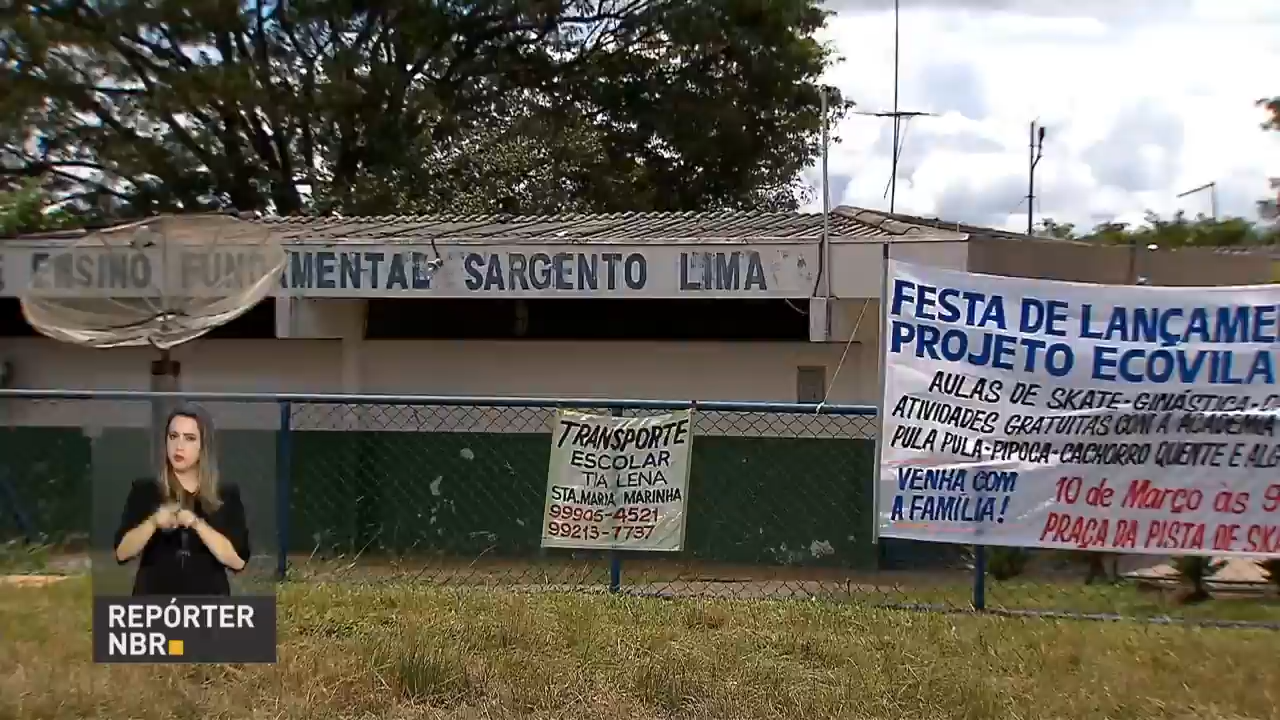 ENSINO FUNDAMENTAL SARGENTO LIMA
FESTA DE LANÇAME
PROJETO ECOVILA
AULAS DE SKATE-GINÁSTICA-
ATIVIDADES GRATUITAS COM A ACADEMIA
PULA PULA-PIPOCA-CACHORRO QUENTE E ALG
VENHA COM
A FAMÍLIA!
10 de Março às 9
PRAÇA DA PISTA DE SK
TRANSPORTE
ESCOLAR
TIA LENA
STA.MARIA MARINHA
99906-4521
99213-7737
REPÓRTER
NBR